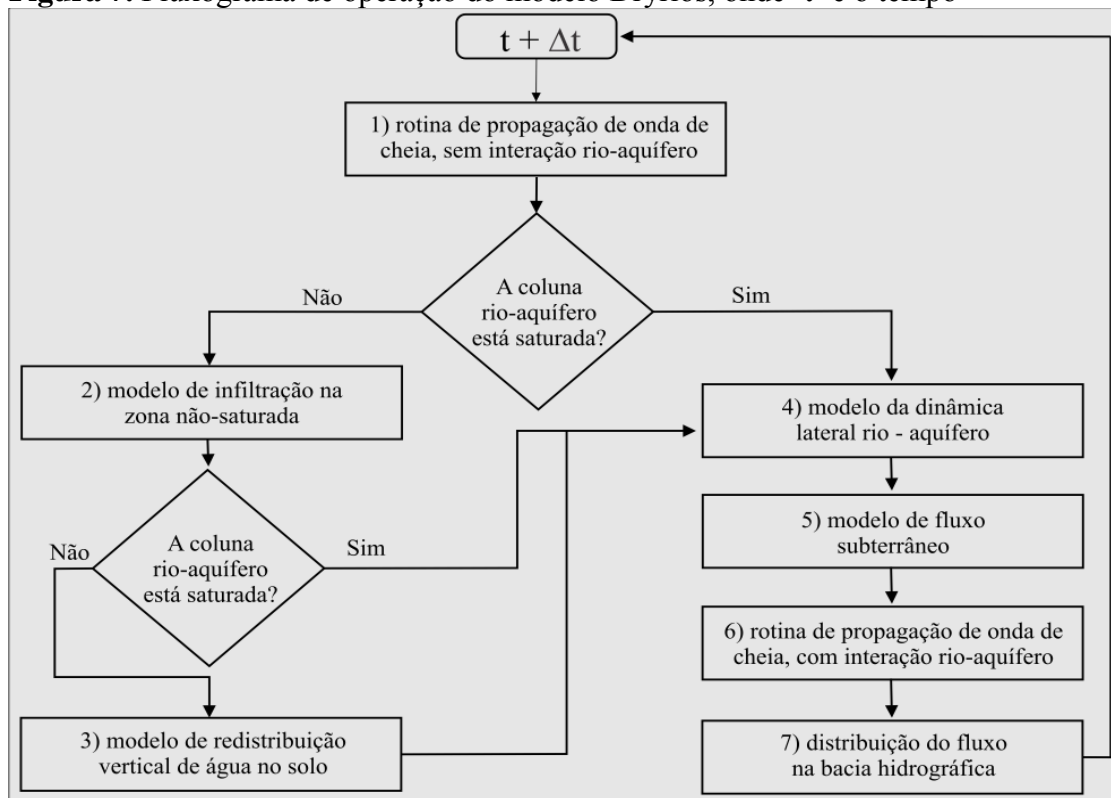 t + Δt
1) rotina de propagação de onda de
cheia, sem interação rio-aquífero
A coluna
rio-aquífero
está saturada?
Não
Sim
2) modelo de infiltração na
zona não-saturada
A coluna
rio-aquífero
está saturada?
Não
Sim
3) modelo de redistribuição
vertical de água no solo
4) modelo da dinâmica
lateral rio - aquífero
5) modelo de fluxo
subterrâneo
6) rotina de propagação de onda de
cheia, com interação rio-aquífero
7) distribuição do fluxo
na bacia hidrográfica